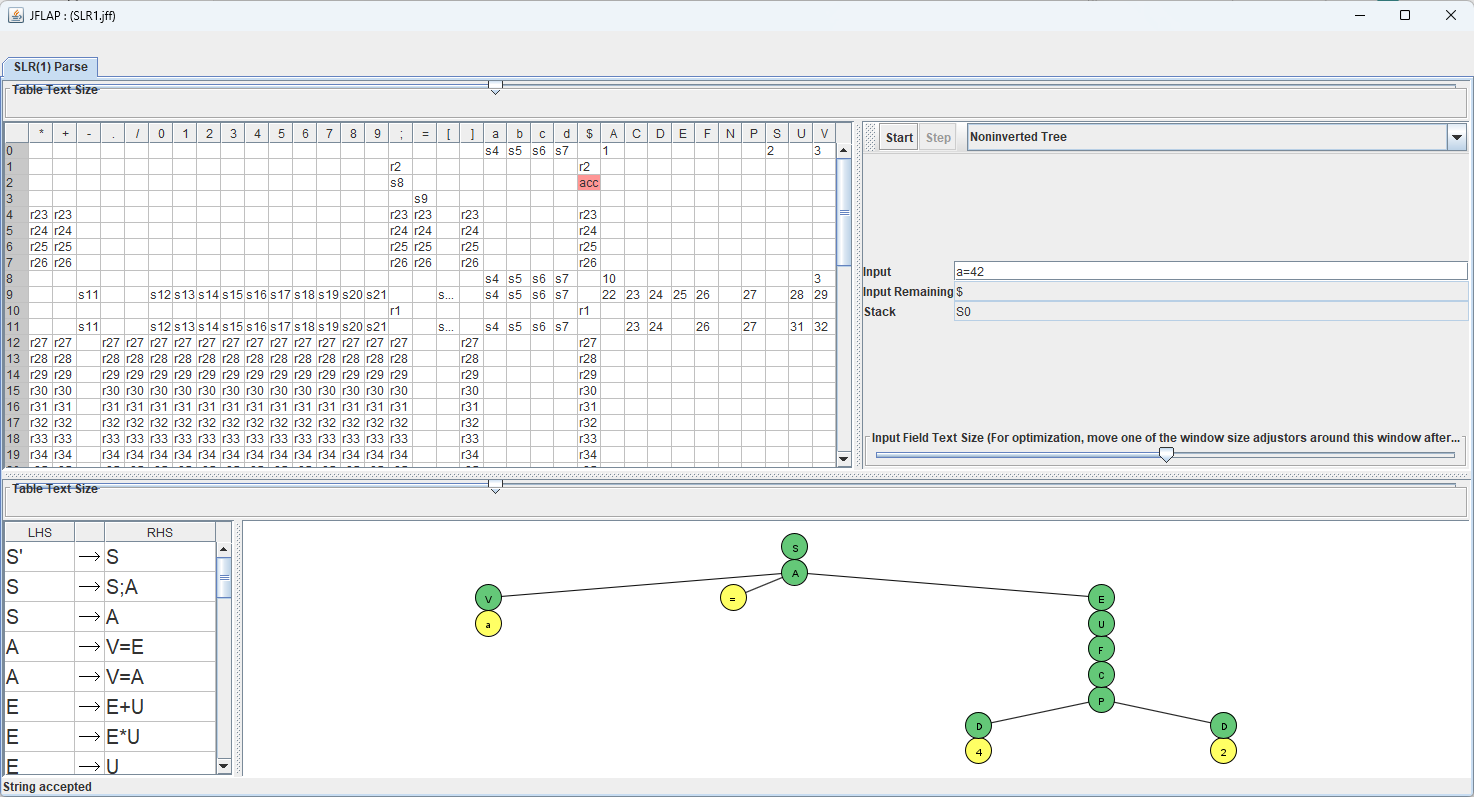 JFLAP : (SLR1.jff)
SLR(1) Parse
Table Text Size
* + - . / 0 1 2 3 4 5 6 7 8 9 ; = [ ] a b c d $ A C D E F N P S U V
0 s4 s5 s6 s7 1 2 3
1 r2 r2
2 s8 acc
3 s9
4 r23 r23 r23 r23 r23 r23
5 r24 r24 r24 r24 r24 r24
6 r25 r25 r25 r25 r25 r25
7 r26 r26 r26 r26 r26 r26
8 s4 s5 s6 s7 10 3
9 s11 s12 s13 s14 s15 s16 s17 s18 s19 s20 s21 s... s4 s5 s6 s7 22 23 24 25 26 27 28 29
10 r1 r1
11 s11 s12 s13 s14 s15 s16 s17 s18 s19 s20 s21 s... s4 s5 s6 s7 23 24 26 27 31 32
12 r27 r27 r27 r27 r27 r27 r27 r27 r27 r27 r27 r27 r27 r27 r27 r27 r27
13 r28 r28 r28 r28 r28 r28 r28 r28 r28 r28 r28 r28 r28 r28 r28 r28 r28
14 r29 r29 r29 r29 r29 r29 r29 r29 r29 r29 r29 r29 r29 r29 r29 r29 r29
15 r30 r30 r30 r30 r30 r30 r30 r30 r30 r30 r30 r30 r30 r30 r30 r30 r30
16 r31 r31 r31 r31 r31 r31 r31 r31 r31 r31 r31 r31 r31 r31 r31 r31 r31
17 r32 r32 r32 r32 r32 r32 r32 r32 r32 r32 r32 r32 r32 r32 r32 r32 r32
18 r33 r33 r33 r33 r33 r33 r33 r33 r33 r33 r33 r33 r33 r33 r33 r33 r33
19 r34 r34 r34 r34 r34 r34 r34 r34 r34 r34 r34 r34 r34 r34 r34 r34 r34
Start Step Noninverted Tree
Input a=42
Input Remaining $
Stack S0
Input Field Text Size (For optimization, move one of the window size adjustors around this window after...
Table Text Size
LHS RHS
S' → S
S → S;A
S → A
A → V=E
A → V=A
E → E+U
E → E*U
E → U
S
A
V = E
a U
F
C
P
D D
4 2
String accepted